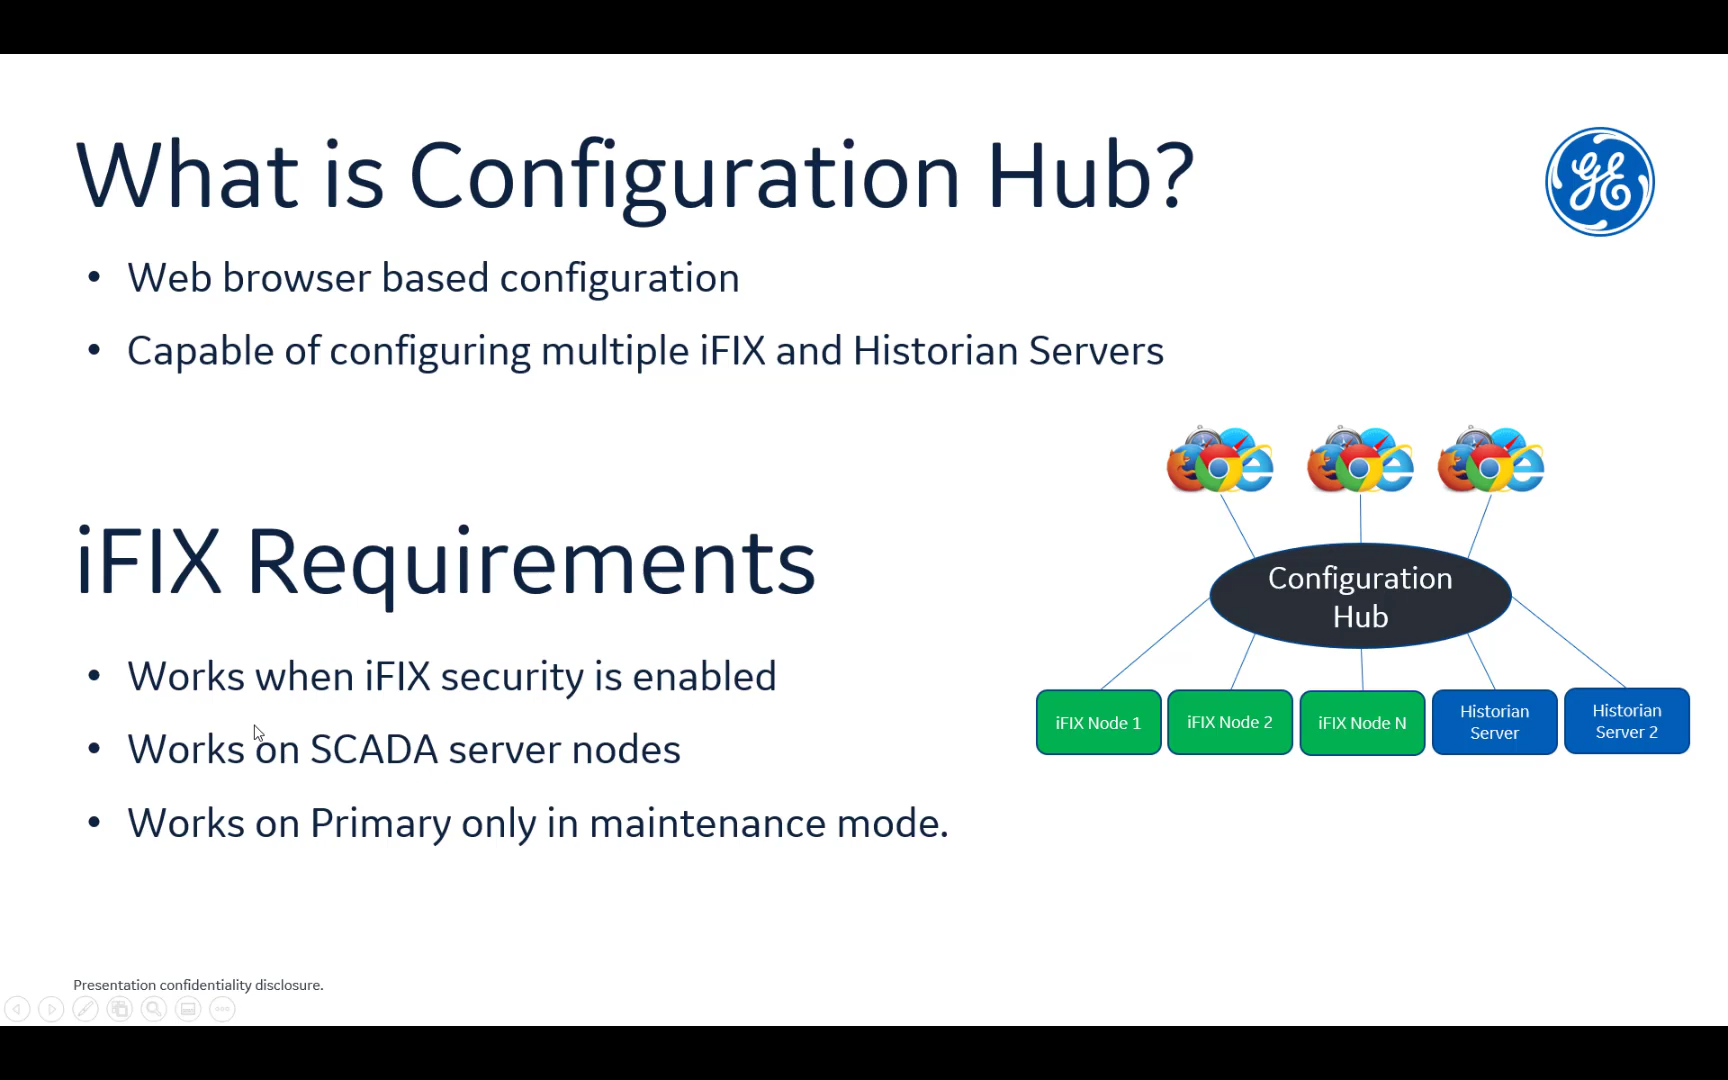 What is Configuration Hub?
GE
• Web browser based configuration
• Capable of configuring multiple iFIX and Historian Servers
Configuration
Hub
iFIX Node 1
iFIX Node 2
iFIX Node N
Historian
Server
Historian
Server 2
iFIX Requirements
• Works when iFIX security is enabled
• Works on SCADA server nodes
• Works on Primary only in maintenance mode.
Presentation confidentiality disclosure.